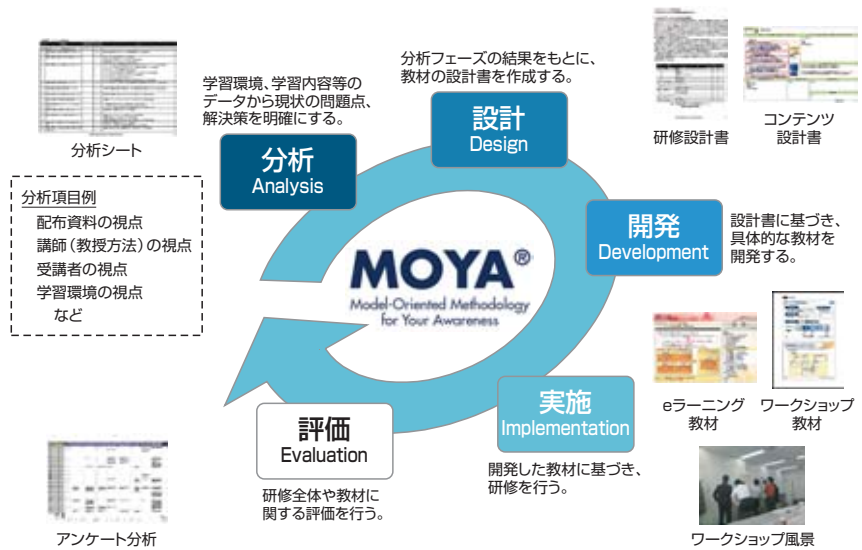 分析シート
分析項目例
配布資料の視点
講師（教授方法）の視点
受講者の視点
学習環境の視点
など
学習環境、学習内容等の
データから現状の問題点、
解決策を明確にする。
分析
Analysis
分析フェーズの結果をもとに、
教材の設計書を作成する。
設計
Design
研修設計書
コンテンツ
設計書
開発
Development
設計書に基づき、
具体的な教材を
開発する。
MOYA®
Model-Oriented Methodology
for Your Awareness
eラーニング
教材
ワークショップ
教材
実施
Implementation
開発した教材に基づき、
研修を行う。
ワークショップ風景
評価
Evaluation
研修全体や教材に
関する評価を行う。
アンケート分析